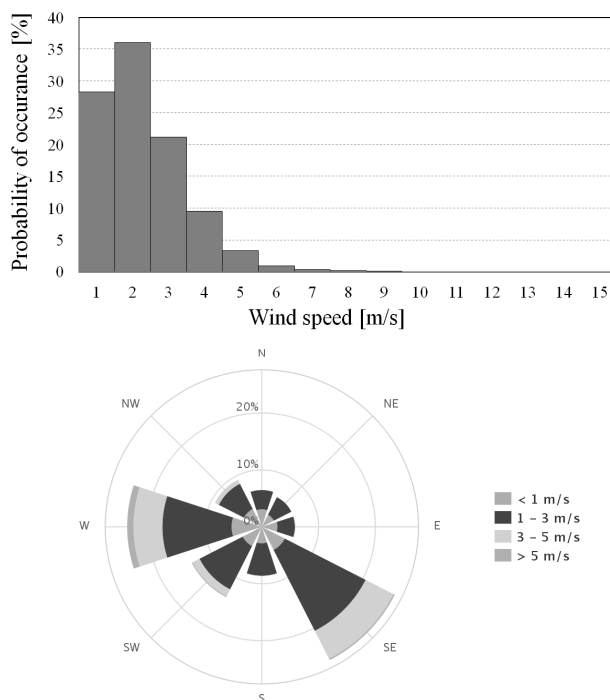 Probability of occurance [%]
40
35
30
25
20
15
10
5
0
1 2 3 4 5 6 7 8 9 10 11 12 13 14 15
Wind speed [m/s]
N
NW
NE
20%
10%
0%
W
E
< 1 m/s
1 - 3 m/s
3 - 5 m/s
> 5 m/s
SW
SE
S